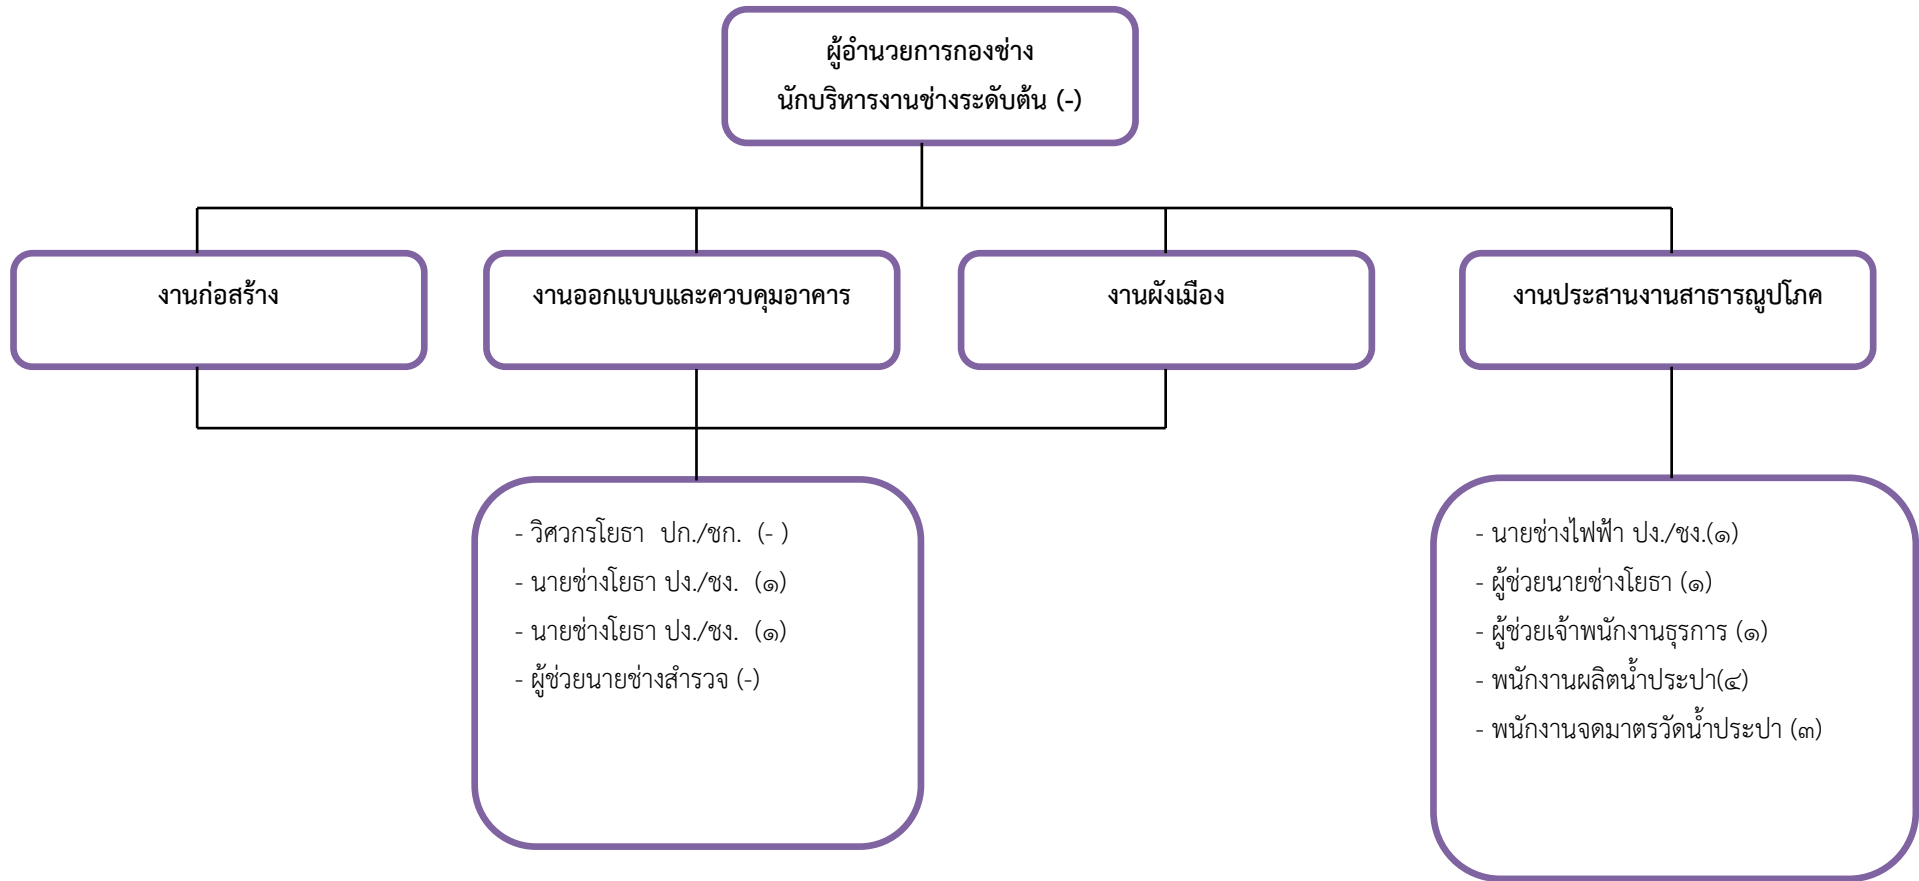 ผู้อำนวยการกองช่าง
นักบริหารงานช่างระดับต้น (-)
งานก่อสร้าง
งานออกแบบและควบคุมอาคาร
งานผังเมือง
งานประสานงานสาธารณูปโภค
- วิศวกรโยธา ปก./ชก. (- )
- นายช่างโยธา ปง./ชง. (๑)
- นายช่างโยธา ปง./ชง. (๑)
- ผู้ช่วยนายช่างสำรวจ (-)
- นายช่างไฟฟ้า ปง./ชง.(๑)
- ผู้ช่วยนายช่างโยธา (๑)
- ผู้ช่วยเจ้าพนักงานธุรการ (๑)
- พนักงานผลิตน้ำประปา(๔)
- พนักงานจดมาตรวัดน้ำประปา (๓)